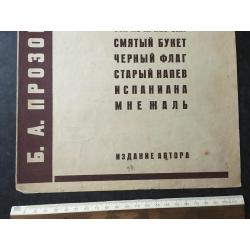 Б. А. ПРОЗО
СМЯТЫЙ БУКЕТ
ЧЕРНЫЙ ФЛАГ
СТАРЫЙ НАПЕВ
ИСПАНИАНА
МНЕ ЖАЛЬ
ИЗДАНИЕ АВТОРА